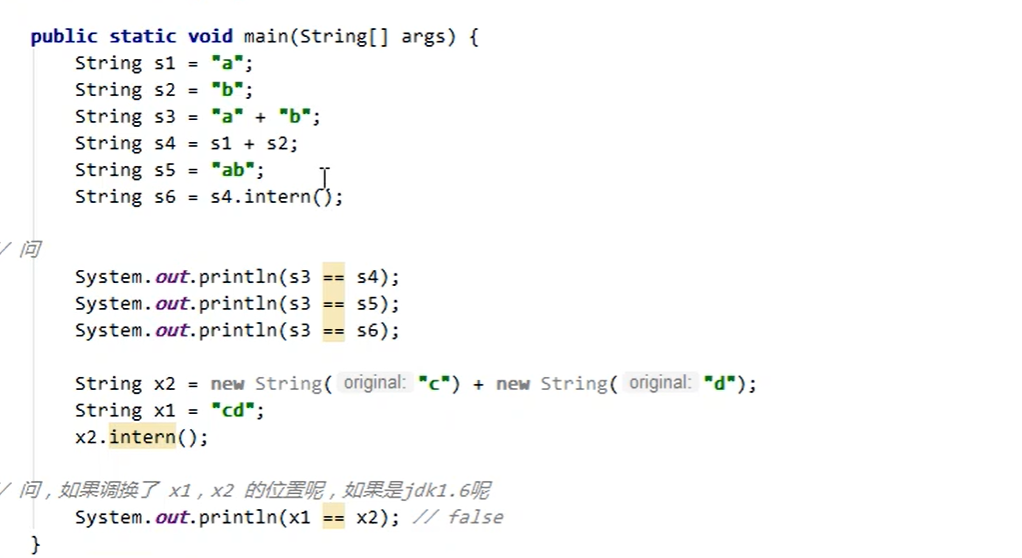 public static void main(String[] args) {
String s1 = "a";
String s2 = "b";
String s3 = "a" + "b";
String s4 = s1 + s2;
String s5 = "ab";
String s6 = s4.intern();
/ 问
System.out.println(s3 == s4);
System.out.println(s3 == s5);
System.out.println(s3 == s6);
String x2 = new String( original: "c") + new String( original: "d");
String x1 = "cd";
x2.intern();
/ 问，如果调换了 x1，x2 的位置呢，如果是jdk1.6呢
System.out.println(x1 == x2); // false
}